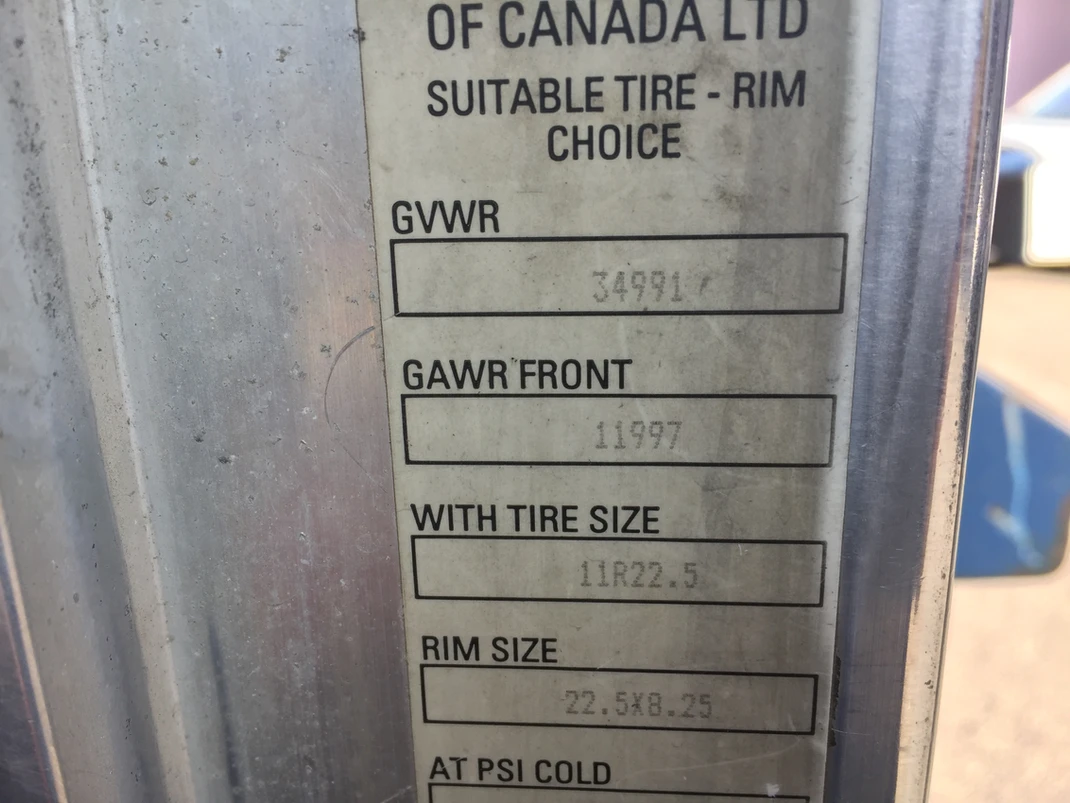 OF CANADA LTD
SUITABLE TIRE - RIM
CHOICE
GVWR
34991
GAWR FRONT
11997
WITH TIRE SIZE
11R22.5
RIM SIZE
22.5X8.25
AT PSI COLD